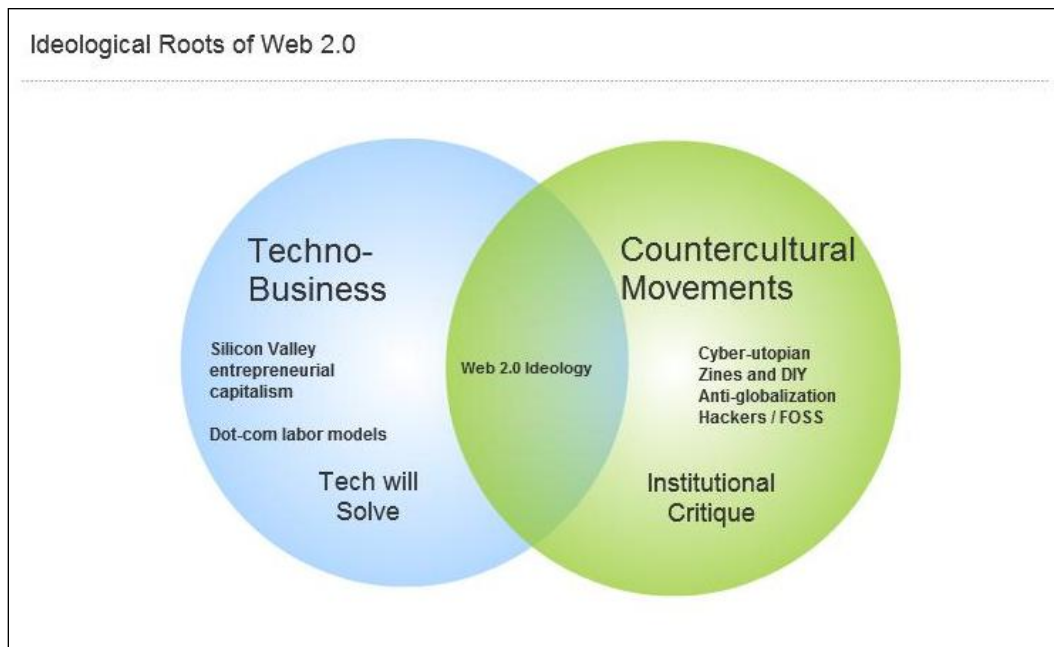 Ideological Roots of Web 2.0
Techno-
Business
Silicon Valley
entrepreneurial
capitalism
Dot-com labor models
Tech will
Solve
Web 2.0 Ideology
Countercultural
Movements
Cyber-utopian
Zines and DIY
Anti-globalization
Hackers / FOSS
Institutional
Critique